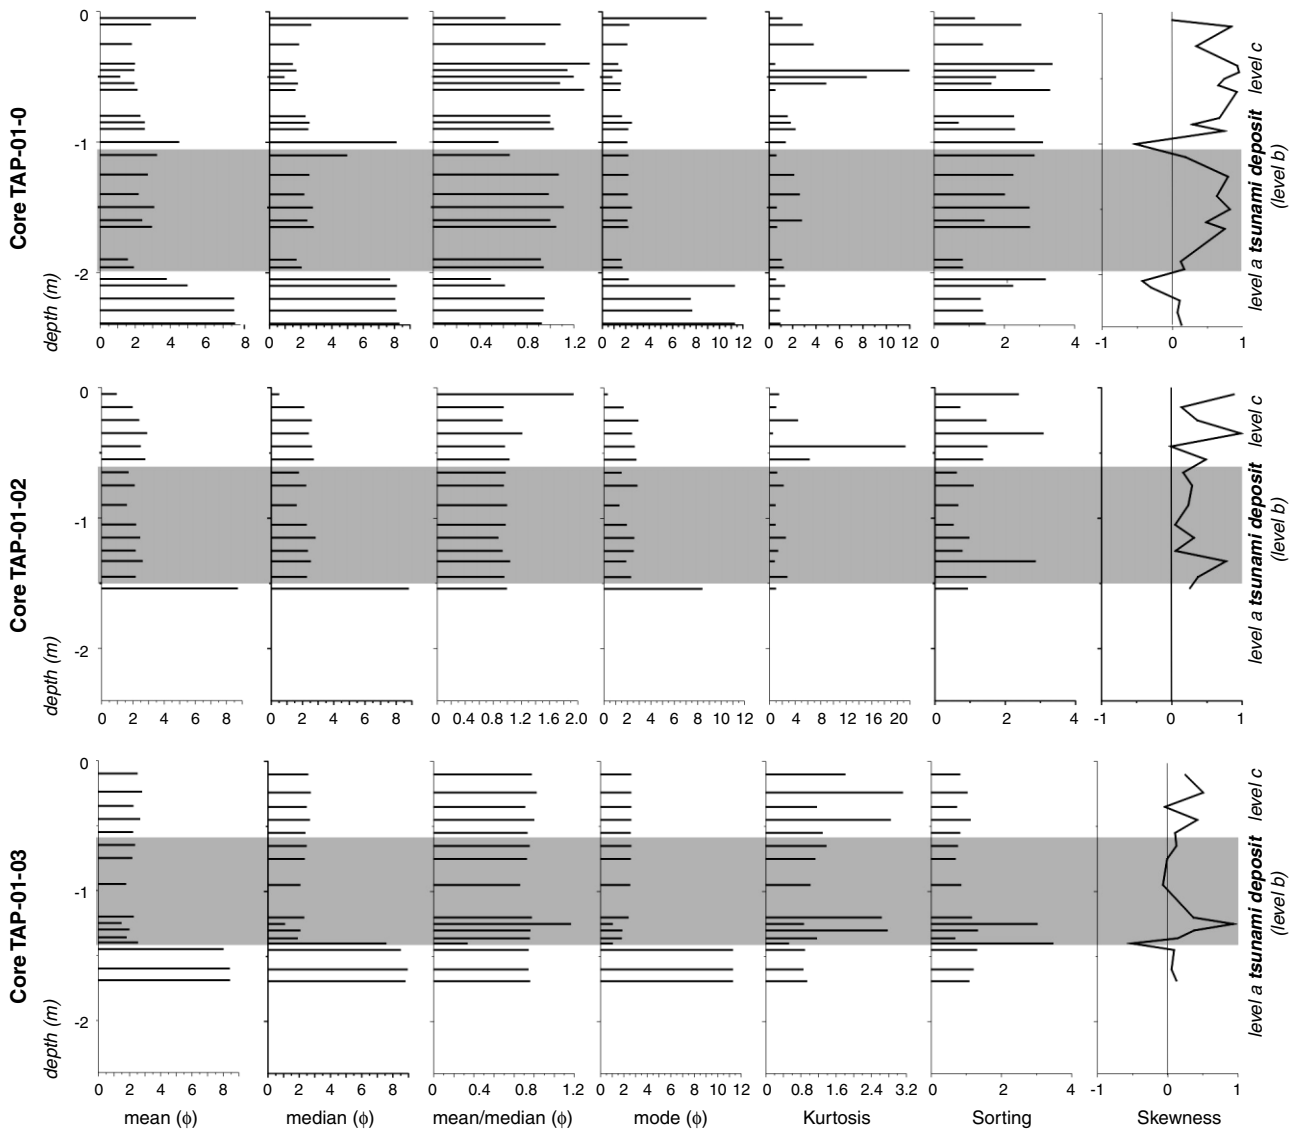 Core TAP-01-0
depth (m)
0
-1
-2
0 2 4 6 8
0 2 4 6 8
0 0.4 0.8 1.2
0 2 4 6 8 10 12
0 2 4 6 8 10 12
0 2 4
-1 0 1
level a tsunami deposit level c
(level b)
Core TAP-01-02
depth (m)
0
-1
-2
0 2 4 6 8
0 2 4 6 8
0 0.4 0.8 1.2 1.6 2.0
0 2 4 6 8 10 12
0 4 8 12 16 20
0 2 4
-1 0 1
level a tsunami deposit level c
(level b)
Core TAP-01-03
depth (m)
0
-1
-2
0 2 4 6 8
0 2 4 6 8
0 0.4 0.8 1.2
0 2 4 6 8 10 12
0 0.8 1.6 2.4 3.2
0 2 4
-1 0 1
level a tsunami deposit level c
(level b)
mean (ϕ)
median (ϕ)
mean/median (ϕ)
mode (ϕ)
Kurtosis
Sorting
Skewness